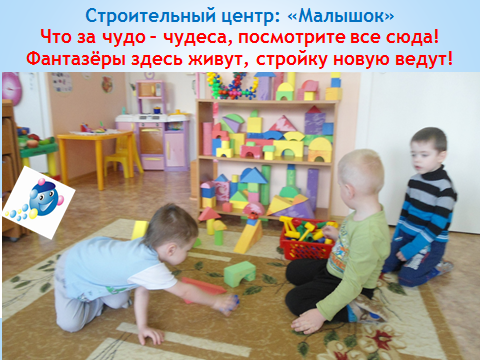 Строительный центр: «Малышок»
Что за чудо – чудеса, посмотрите все сюда!
Фантазёры здесь живут, стройку новую ведут!